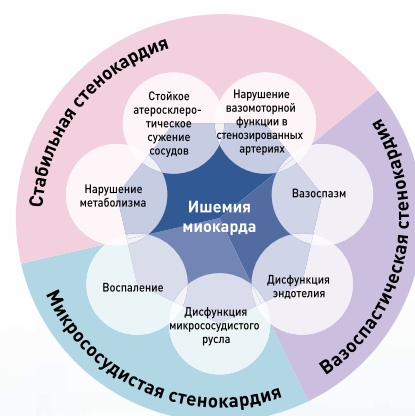 Стабильная стенокардия
Стойкое
атеросклеро-
тическое
сужение
сосудов
Нарушение
вазомоторной
функции в
стенозированных
артериях
Нарушение
метаболизма
Ишемия
миокарда
Вазоспазм
Воспаление
Дисфункция
эндотелия
Дисфункция
микрососудистого
русла
Микрососудистая стенокардия
Вазоспастическая стенокардия